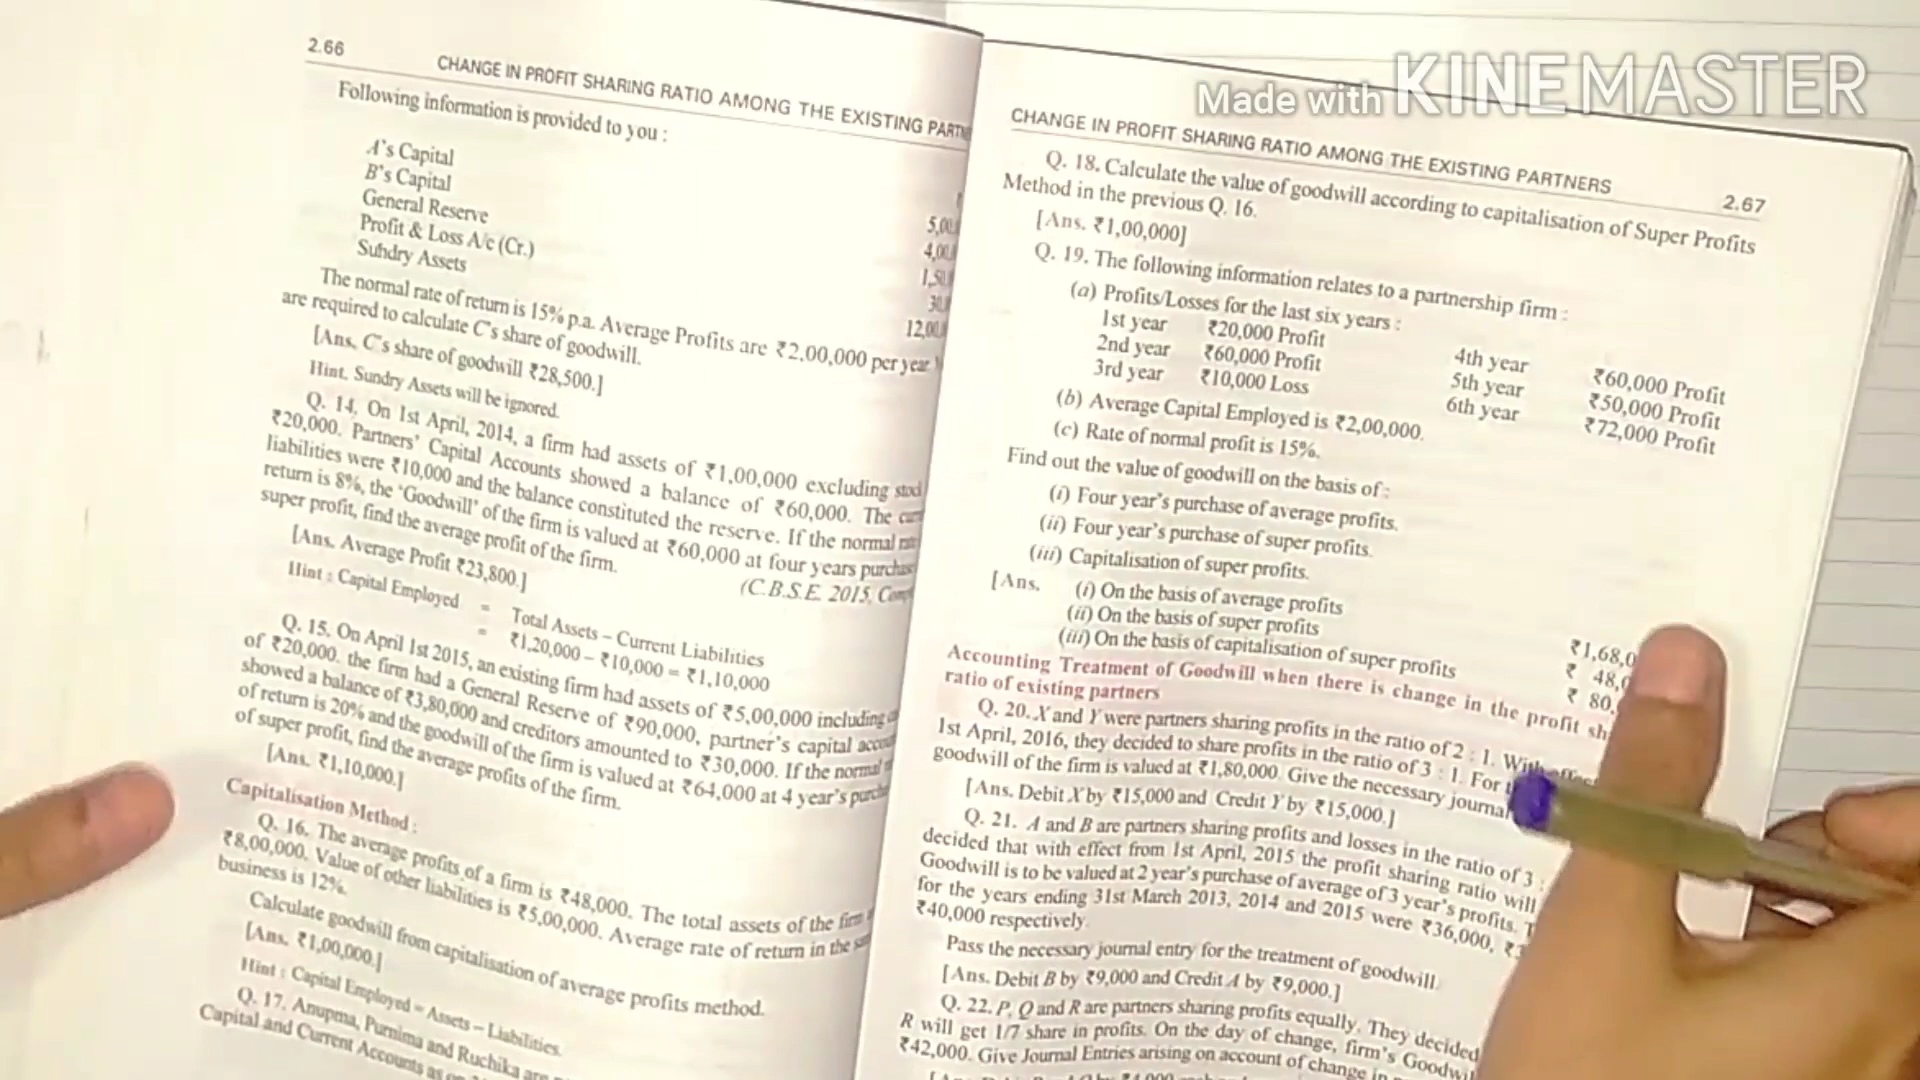 Made with KINEMASTER
2.66
CHANGE IN PROFIT SHARING RATIO AMONG THE EXISTING
Following information is provided to you :
A's Capital
B's Capital 5,00
General Reserve 4,00
Profit & Loss A/c (Cr.) 1,50
Sundry Assets 30
12,00
The normal rate of return is 15% p.a. Average Profits are ₹2,00,000 per year
are required to calculate C's share of goodwill.
[Ans. C's share of goodwill ₹28,500.]
Hint. Sundry Assets will be ignored.
Q. 14. On 1st April, 2014, a firm had assets of ₹1,00,000 excluding
₹20,000. Partners' Capital Accounts showed a balance of ₹60,000. The
liabilities were ₹10,000 and the balance constituted the reserve. If the normal
return is 8%, the 'Goodwill' of the firm is valued at ₹60,000 at four years
super profit, find the average profit of the firm.
(C.B.S.E. 2015,
[Ans. Average Profit ₹23,800.]
Hint : Capital Employed = Total Assets – Current Liabilities
= ₹1,20,000 – ₹10,000 = ₹1,10,000
Q. 15. On April 1st 2015, an existing firm had assets of ₹5,00,000 including
of ₹20,000. the firm had a General Reserve of ₹90,000, partner's capital
showed a balance of ₹3,80,000 and creditors amounted to ₹30,000. If the normal
of return is 20% and the goodwill of the firm is valued at ₹64,000 at 4 year's
of super profit, find the average profits of the firm.
[Ans. ₹1,10,000.]
Capitalisation Method :
Q. 16. The average profits of a firm is ₹48,000. The total assets of the firm
₹8,00,000. Value of other liabilities is ₹5,00,000. Average rate of return in the
business is 12%.
Calculate goodwill from capitalisation of average profits method.
[Ans. ₹1,00,000.]
Hint : Capital Employed = Assets – Liabilities.
Q. 17. Anupma, Purnima and Ruchika are
Capital and Current Accounts as
CHANGE IN PROFIT SHARING RATIO AMONG THE EXISTING PARTNERS
2.67
Q. 18. Calculate the value of goodwill according to capitalisation of Super Profits
Method in the previous Q. 16.
[Ans. ₹1,00,000]
Q. 19. The following information relates to a partnership firm :
(a) Profits/Losses for the last six years :
1st year ₹20,000 Profit 4th year ₹60,000 Profit
2nd year ₹60,000 Profit 5th year ₹50,000 Profit
3rd year ₹10,000 Loss 6th year ₹72,000 Profit
(b) Average Capital Employed is ₹2,00,000.
(c) Rate of normal profit is 15%.
Find out the value of goodwill on the basis of :
(i) Four year's purchase of average profits.
(ii) Four year's purchase of super profits.
(iii) Capitalisation of super profits.
[Ans. (i) On the basis of average profits ₹1,68,0
(ii) On the basis of super profits ₹ 48,0
(iii) On the basis of capitalisation of super profits ₹ 80,
Accounting Treatment of Goodwill when there is change in the profit
ratio of existing partners
Q. 20. X and Y were partners sharing profits in the ratio of 2 : 1. With effect
1st April, 2016, they decided to share profits in the ratio of 3 : 1. For
goodwill of the firm is valued at ₹1,80,000. Give the necessary journal
[Ans. Debit X by ₹15,000 and Credit Y by ₹15,000.]
Q. 21. A and B are partners sharing profits and losses in the ratio of 3 :
decided that with effect from 1st April, 2015 the profit sharing ratio will
Goodwill is to be valued at 2 year's purchase of average of 3 year's profits.
for the years ending 31st March 2013, 2014 and 2015 were ₹36,000,
₹40,000 respectively.
Pass the necessary journal entry for the treatment of goodwill.
[Ans. Debit B by ₹9,000 and Credit A by ₹9,000.]
Q. 22. P, Q and R are partners sharing profits equally. They decided
R will get 1/7 share in profits. On the day of change, firm's
₹42,000. Give Journal Entries arising on account of change in